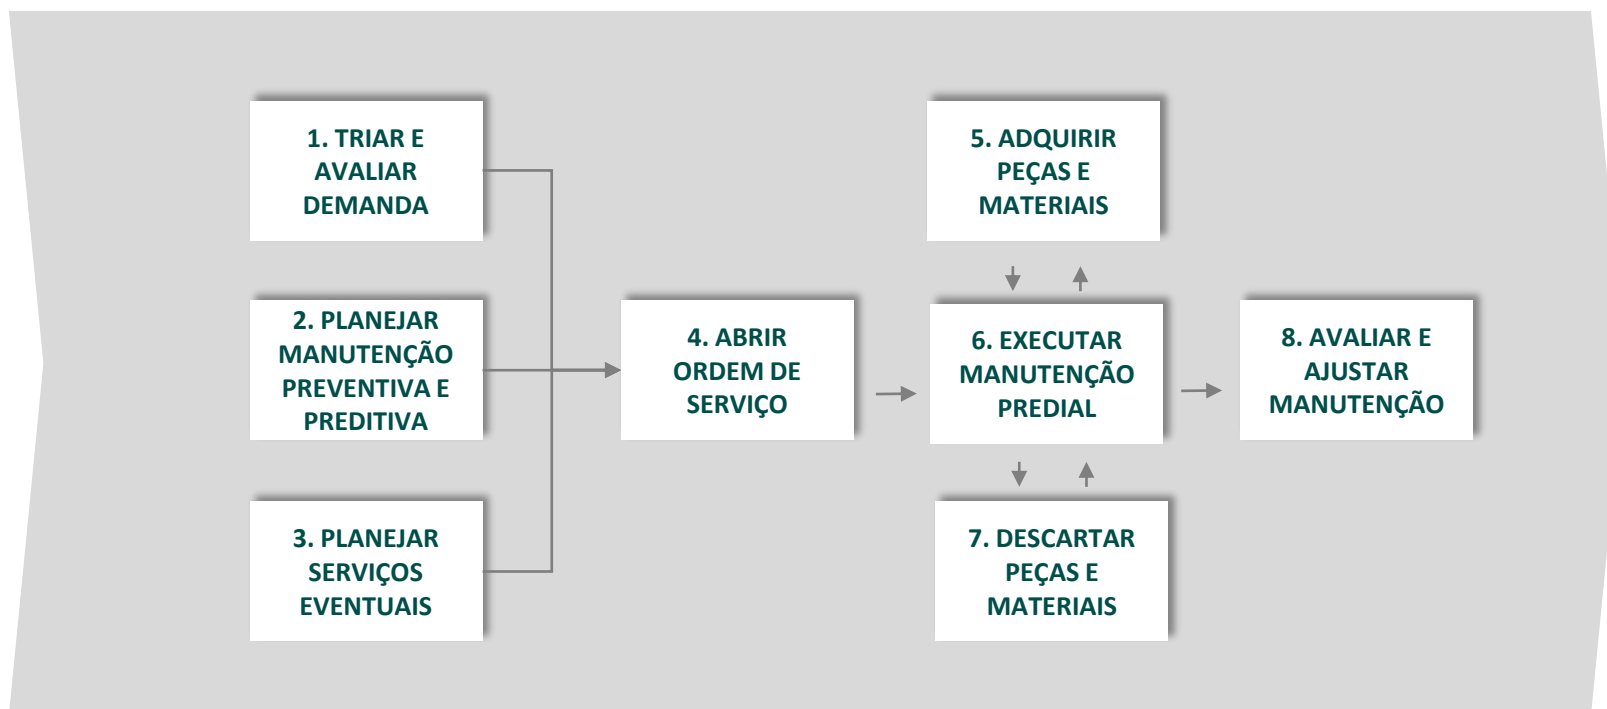 1. TRIAR E
AVALIAR
DEMANDA
2. PLANEJAR
MANUTENÇÃO
PREVENTIVA E
PREDITIVA
3. PLANEJAR
SERVIÇOS
EVENTUAIS
4. ABRIR
ORDEM DE
SERVIÇO
5. ADQUIRIR
PEÇAS E
MATERIAIS
6. EXECUTAR
MANUTENÇÃO
PREDIAL
7. DESCARTAR
PEÇAS E
MATERIAIS
8. AVALIAR E
AJUSTAR
MANUTENÇÃO